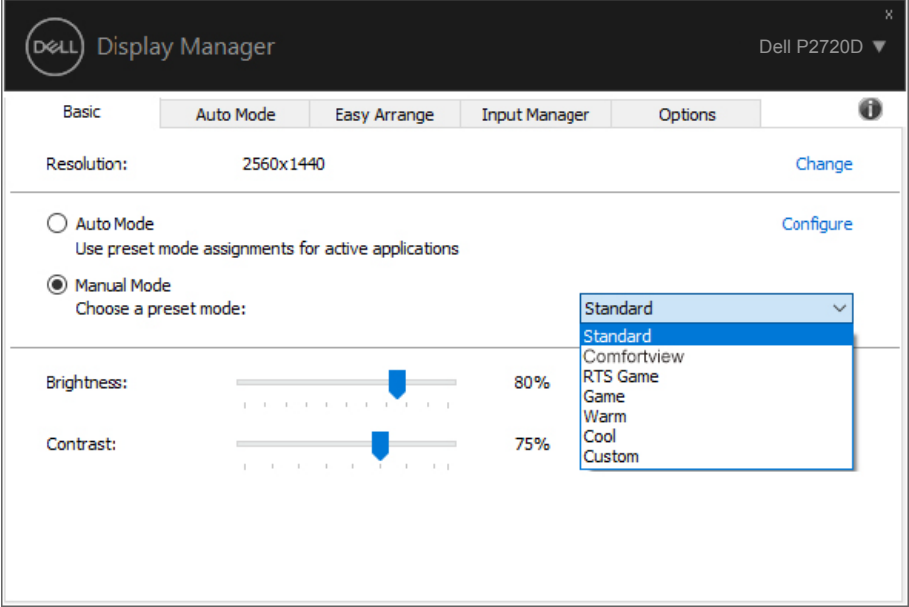 x
DELL Display Manager
Dell P2720D ▼
Basic Auto Mode Easy Arrange Input Manager Options i
Resolution: 2560x1440 Change
Auto Mode Configure
Use preset mode assignments for active applications
Manual Mode
Choose a preset mode: Standard
Standard
Comfortview
RTS Game
Game
Warm
Cool
Custom
Brightness: 80%
Contrast: 75%